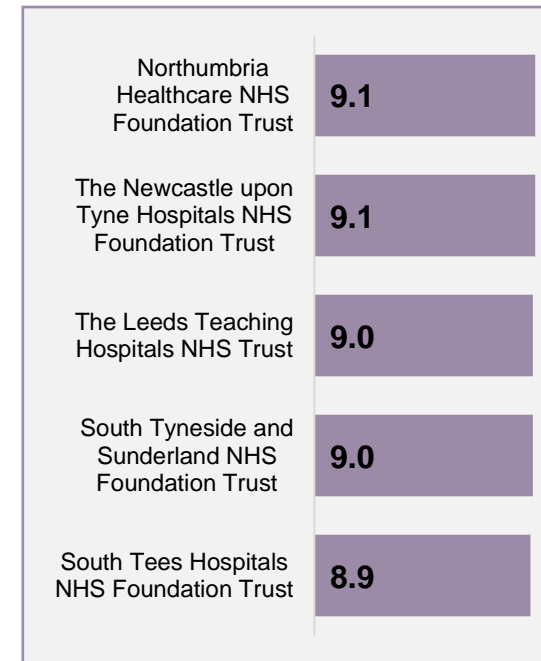 Northumbria
Healthcare NHS
Foundation Trust
9.1
The Newcastle upon
Tyne Hospitals NHS
Foundation Trust
9.1
The Leeds Teaching
Hospitals NHS Trust
9.0
South Tyneside and
Sunderland NHS
Foundation Trust
9.0
South Tees Hospitals
NHS Foundation Trust
8.9